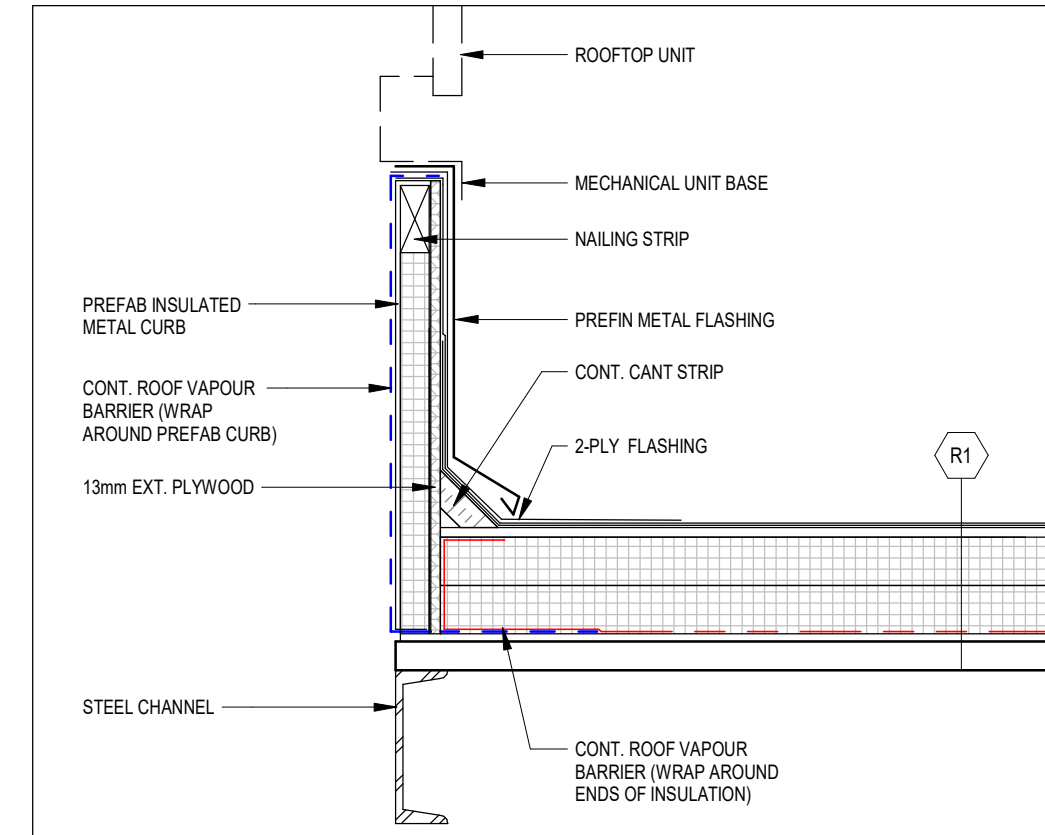 ROOFTOP UNIT
MECHANICAL UNIT BASE
NAILING STRIP
PREFAB INSULATED
METAL CURB
PREFIN METAL FLASHING
CONT. CANT STRIP
CONT. ROOF VAPOUR
BARRIER (WRAP
AROUND PREFAB CURB)
2-PLY FLASHING
R1
13mm EXT. PLYWOOD
STEEL CHANNEL
CONT. ROOF VAPOUR
BARRIER (WRAP AROUND
ENDS OF INSULATION)